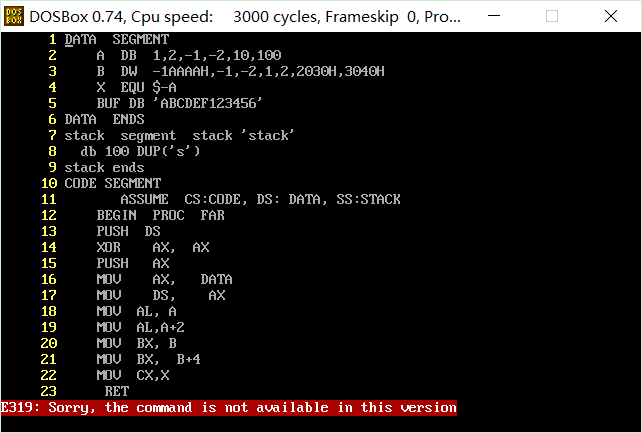 DOSBox 0.74, Cpu speed: 3000 cycles, Frameskip 0, Pro...
1 DATA SEGMENT
2 A DB 1,2,-1,-2,10,100
3 B DW -1AAAAH,-1,-2,1,2,2030H,3040H
4 X EQU $-A
5 BUF DB 'ABCDEF123456'
6 DATA ENDS
7 stack segment stack 'stack'
8 db 100 DUP('s')
9 stack ends
10 CODE SEGMENT
11 ASSUME CS:CODE, DS: DATA, SS:STACK
12 BEGIN PROC FAR
13 PUSH DS
14 XOR AX, AX
15 PUSH AX
16 MOV AX, DATA
17 MOV DS, AX
18 MOV AL, A
19 MOV AL,A+2
20 MOV BX, B
21 MOV BX, B+4
22 MOV CX,X
23 RET
E319: Sorry, the command is not available in this version